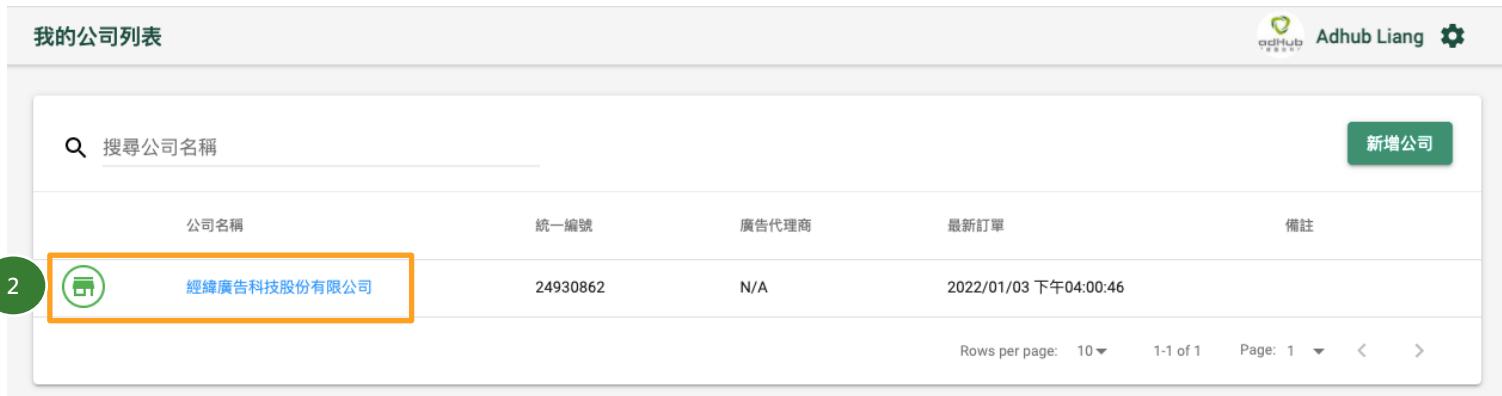 我的公司列表
adHub
Adhub Liang
搜尋公司名稱
新增公司
公司名稱 統一編號 廣告代理商 最新訂單 備註
2
經緯廣告科技股份有限公司 24930862 N/A 2022/01/03 下午04:00:46
Rows per page: 10 1-1 of 1 Page: 1